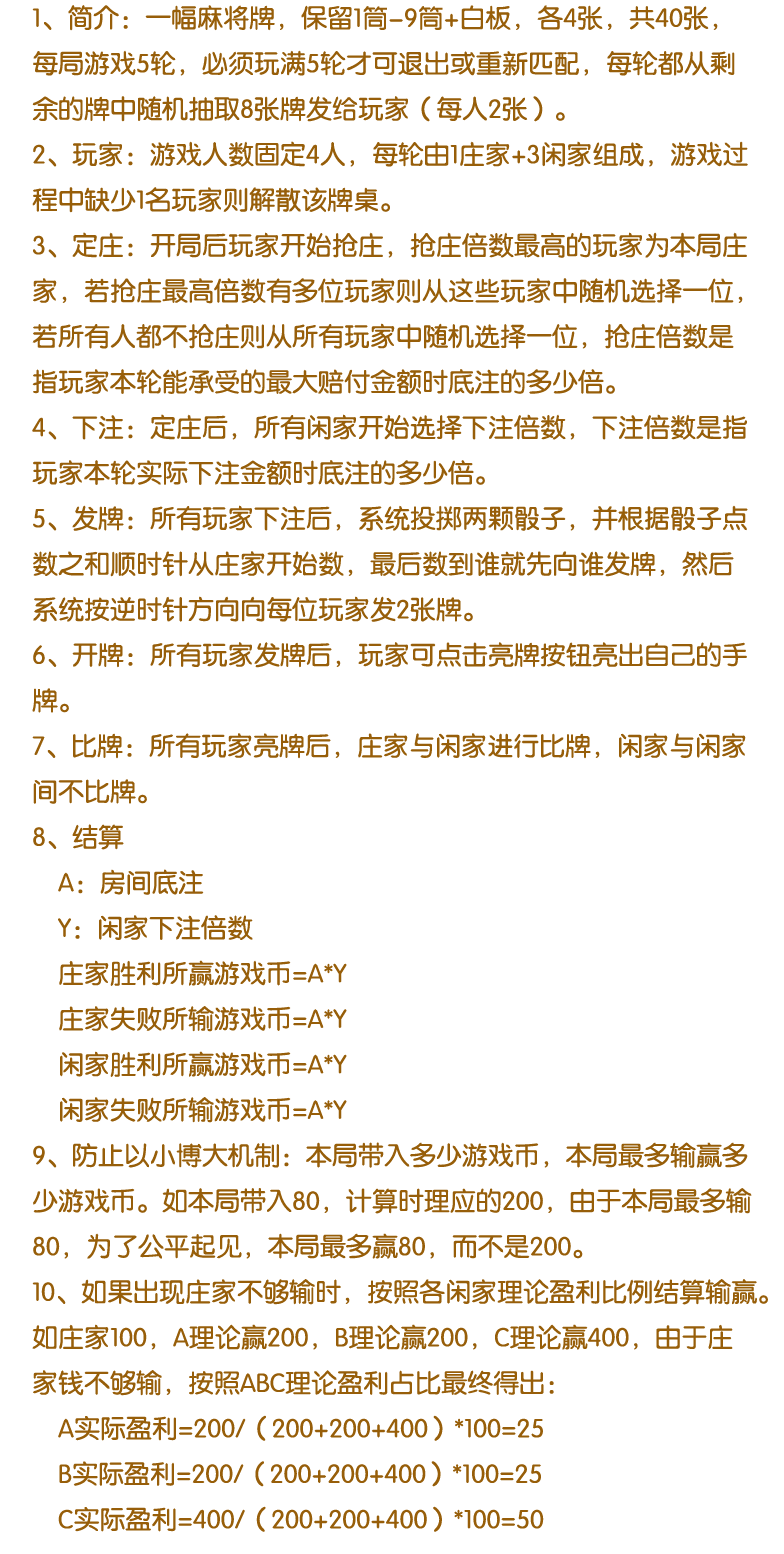 1、简介：一幅麻将牌，保留1筒-9筒+白板，各4张，共40张，
每局游戏5轮，必须玩满5轮才可退出或重新匹配，每轮都从剩
余的牌中随机抽取8张牌发给玩家（每人2张）。
2、玩家：游戏人数固定4人，每轮由1庄家+3闲家组成，游戏过
程中缺少1名玩家则解散该牌桌。
3、定庄：开局后玩家开始抢庄，抢庄倍数最高的玩家为本局庄
家，若抢庄最高倍数有多位玩家则从这些玩家中随机选择一位，
若所有人都不抢庄则从所有玩家中随机选择一位，抢庄倍数是
指玩家本轮能承受的最大赔付金额时底注的多少倍。
4、下注：定庄后，所有闲家开始选择下注倍数，下注倍数是指
玩家本轮实际下注金额时底注的多少倍。
5、发牌：所有玩家下注后，系统投掷两颗骰子，并根据骰子点
数之和顺时针从庄家开始数，最后数到谁就先向谁发牌，然后
系统按逆时针方向向每位玩家发2张牌。
6、开牌：所有玩家发牌后，玩家可点击亮牌按钮亮出自己的手
牌。
7、比牌：所有玩家亮牌后，庄家与闲家进行比牌，闲家与闲家
间不比牌。
8、结算
A：房间底注
Y：闲家下注倍数
庄家胜利所赢游戏币=A*Y
庄家失败所输游戏币=A*Y
闲家胜利所赢游戏币=A*Y
闲家失败所输游戏币=A*Y
9、防止以小博大机制：本局带入多少游戏币，本局最多输赢多
少游戏币。如本局带入80，计算时理应的200，由于本局最多输
80，为了公平起见，本局最多赢80，而不是200。
10、如果出现庄家不够输时，按照各闲家理论盈利比例结算输赢。
如庄家100，A理论赢200，B理论赢200，C理论赢400，由于庄
家钱不够输，按照ABC理论盈利占比最终得出：
A实际盈利=200/（200+200+400）*100=25
B实际盈利=200/（200+200+400）*100=25
C实际盈利=400/（200+200+400）*100=50